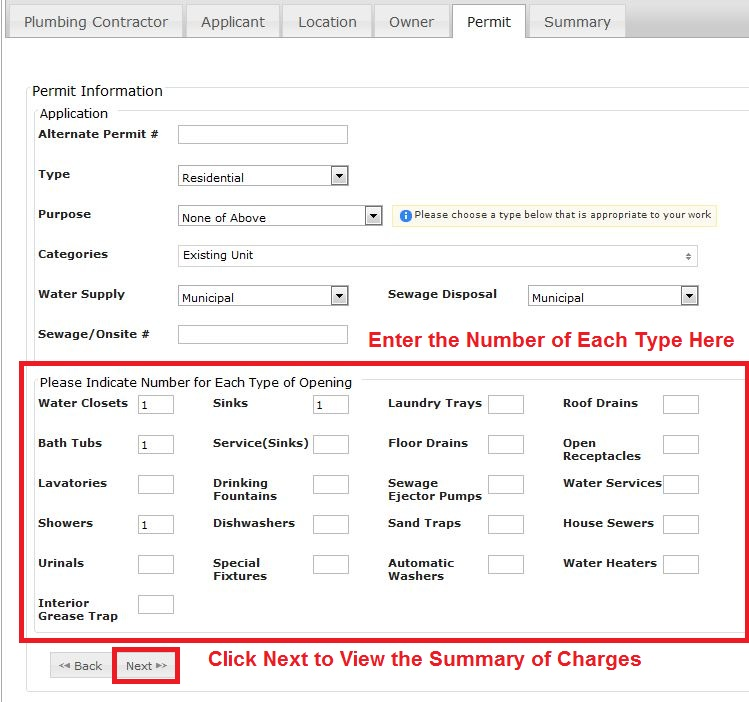 Plumbing Contractor Applicant Location Owner Permit Summary
Permit Information
Application
Alternate Permit #
Type Residential
Purpose None of Above Please choose a type below that is appropriate to your work
Categories Existing Unit
Water Supply Municipal Sewage Disposal Municipal
Sewage/Onsite #
Enter the Number of Each Type Here
Please Indicate Number for Each Type of Opening
Water Closets 1 Sinks 1 Laundry Trays Roof Drains
Bath Tubs 1 Service(Sinks) Floor Drains Open
Receptacles
Lavatories Drinking Sewage Water Services
Fountains Ejector Pumps
Showers 1 Dishwashers Sand Traps House Sewers
Urinals Special Automatic Water Heaters
Fixtures Washers
Interior
Grease Trap
Back Next Click Next to View the Summary of Charges